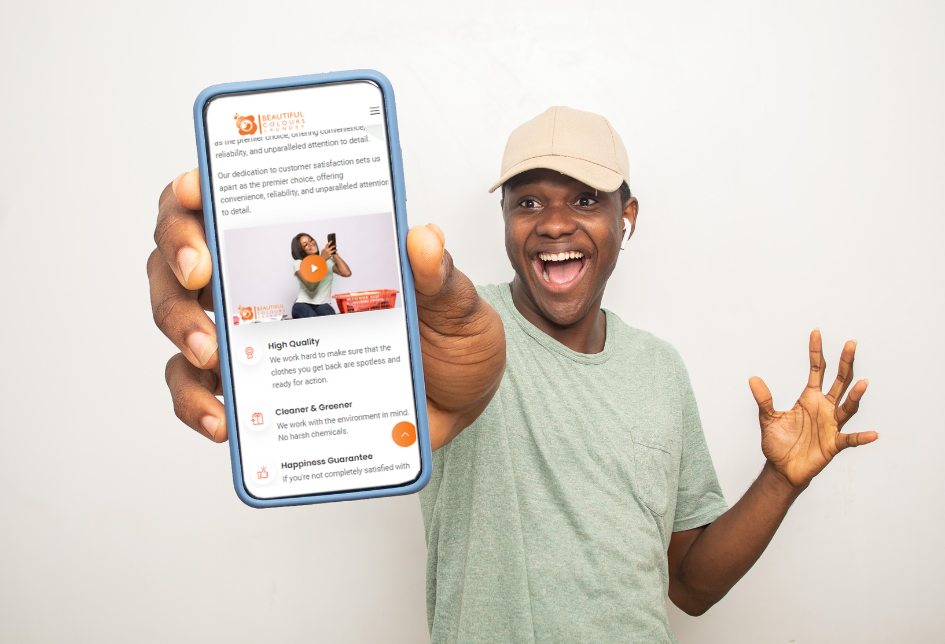 BEAUTIFUL
COLOURS
LAUNDRY
as the premier choice, offering convenience,
reliability, and unparalleled attention to detail.
Our dedication to customer satisfaction sets us
apart as the premier choice, offering
convenience, reliability, and unparalleled attention
to detail.
BEAUTIFUL
COLOURS
High Quality
We work hard to make sure that the
clothes you get back are spotless and
ready for action.
Cleaner & Greener
We work with the environment in mind.
No harsh chemicals.
Happiness Guarantee
If you're not completely satisfied with